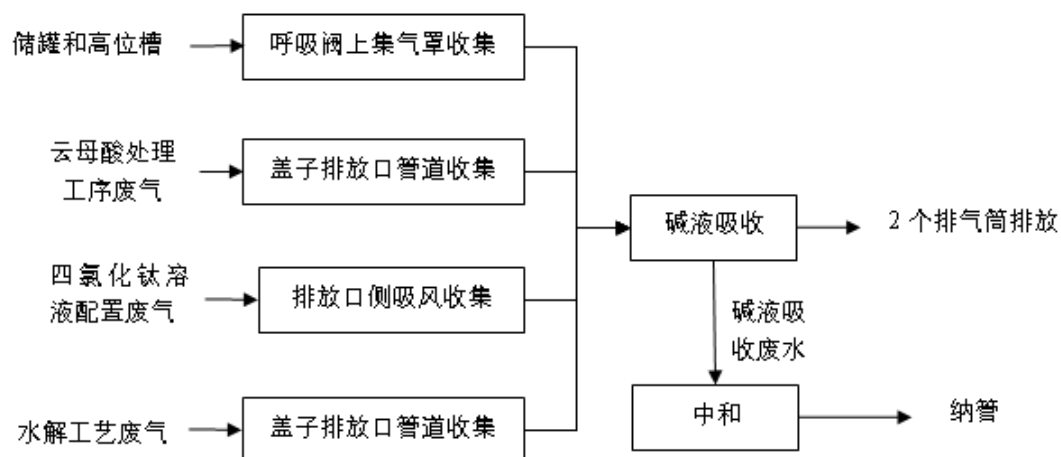 储罐和高位槽
呼吸阀上集气罩收集
云母酸处理
工序废气
盖子排放口管道收集
四氯化钛溶
液配置废气
排放口侧吸风收集
水解工艺废气
盖子排放口管道收集
碱液吸收
2个排气筒排放
碱液吸
收废水
中和
纳管